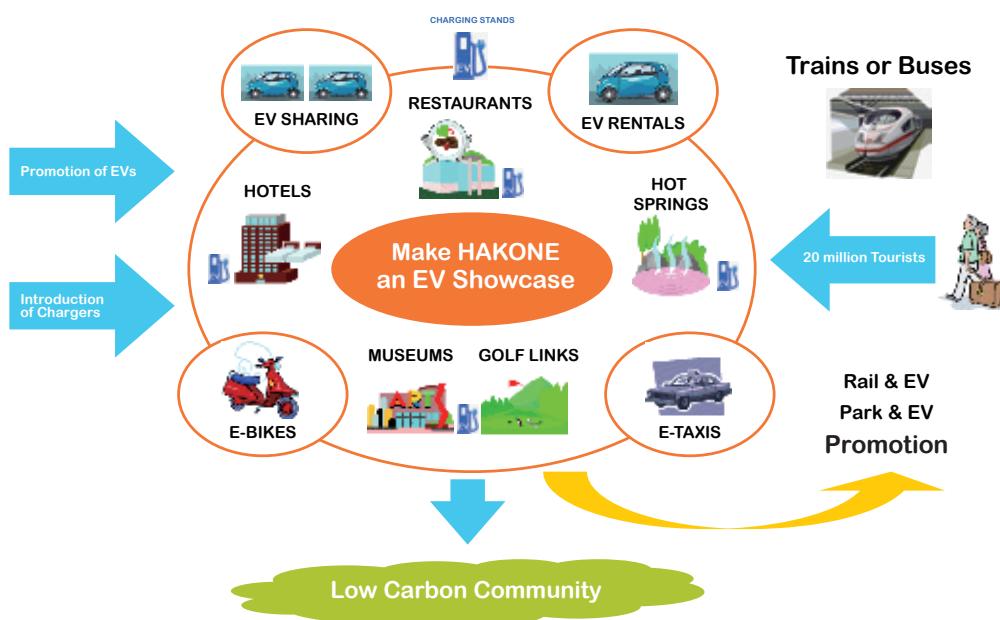 CHARGING STANDS
EV
EV SHARING
RESTAURANTS
EV RENTALS
Trains or Buses
Promotion of EVs
HOTELS
HOT
SPRINGS
Make HAKONE
an EV Showcase
20 million Tourists
Introduction
of Chargers
MUSEUMS
GOLF LINKS
ART
E-BIKES
E-TAXIS
Rail & EV
Park & EV
Promotion
Low Carbon Community